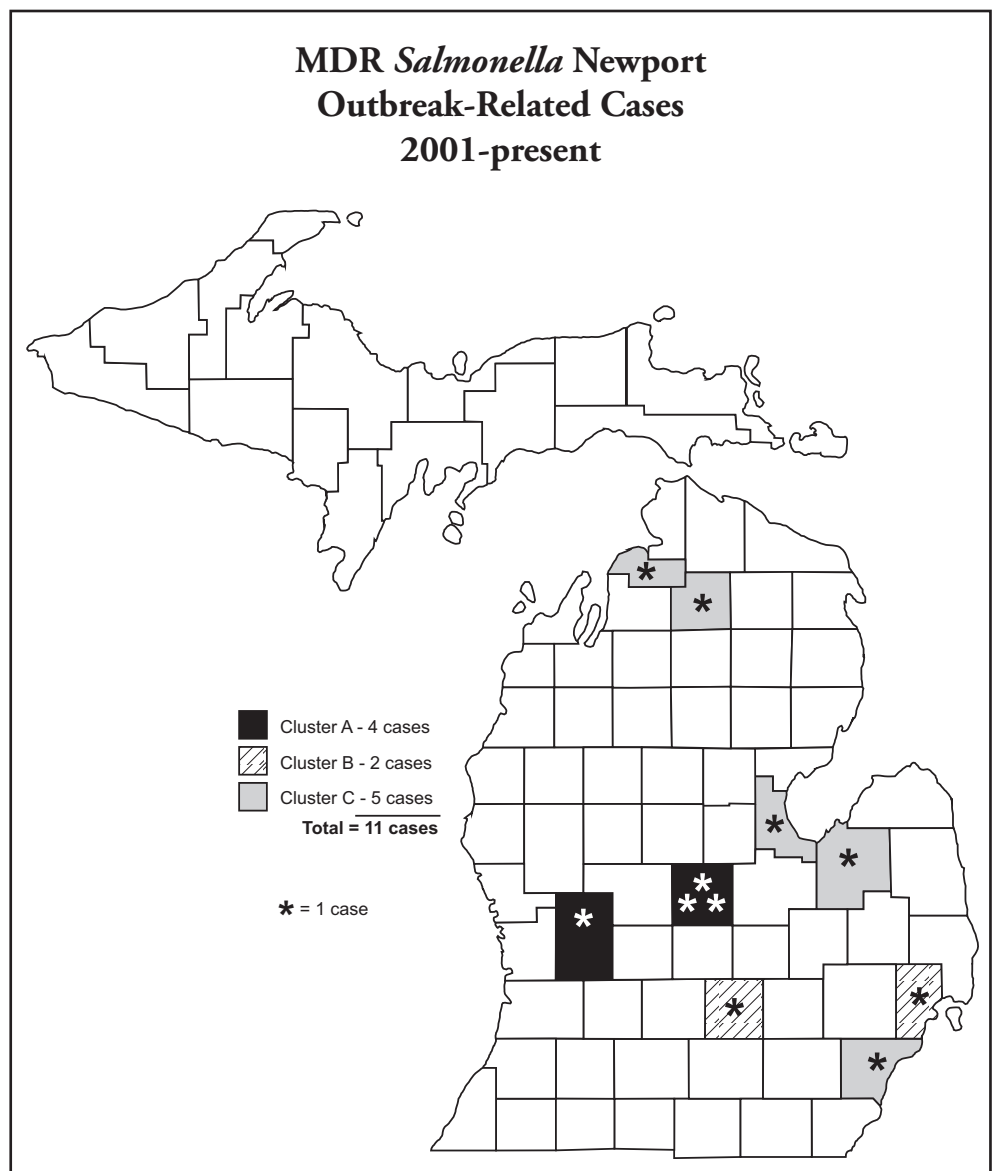 MDR Salmonella Newport
Outbreak-Related Cases
2001-present
Cluster A - 4 cases
Cluster B - 2 cases
Cluster C - 5 cases
Total = 11 cases
* = 1 case